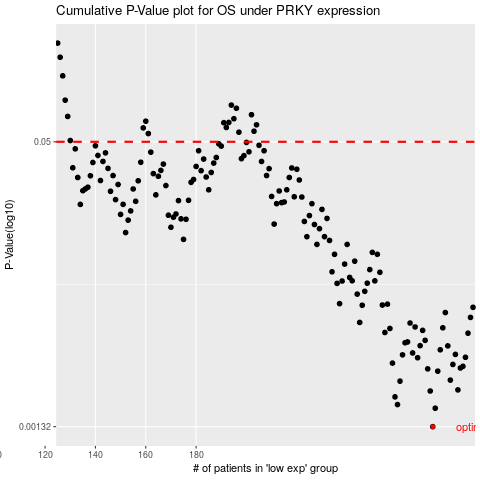 Cumulative P-Value plot for OS under PRKY expression
P-Value(log10)
0.05
0.00132
0
120
140
160
180
# of patients in 'low exp' group